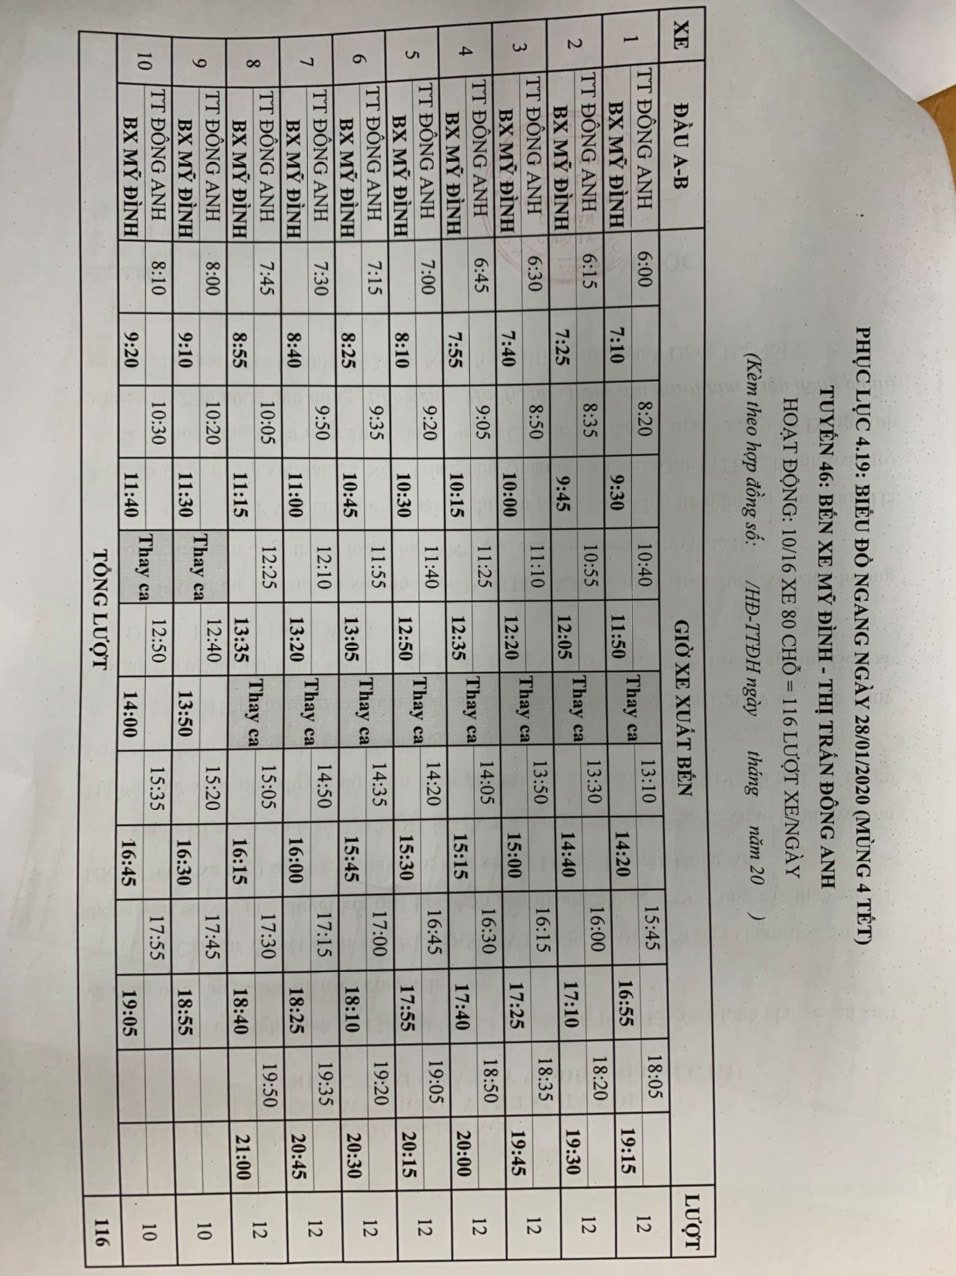 PHỤC LỤC 4.19: BIỂU ĐỒ NGANG NGÀY 28/01/2020 (MÙNG 4 TẾT)
TUYẾN 46: BẾN XE MỸ ĐÌNH - THỊ TRẤN ĐÔNG ANH
HOẠT ĐỘNG: 10/16 XE 80 CHỖ = 116 LƯỢT XE/NGÀY
(Kèm theo hợp đồng số: /HĐ-TTĐH ngày tháng năm 20 )
XE ĐẦU A-B GIỜ XE XUẤT BẾN LƯỢT
1 TT ĐÔNG ANH 6:00 8:20 10:40 13:10 15:45 18:05 12
BX MỸ ĐÌNH 7:10 9:30 11:50 Thay ca 14:20 16:55 19:15
2 TT ĐÔNG ANH 6:15 8:35 10:55 13:30 16:00 18:20 12
BX MỸ ĐÌNH 7:25 9:45 12:05 Thay ca 14:40 17:10 19:30
3 TT ĐÔNG ANH 6:30 8:50 11:10 13:50 16:15 18:35 12
BX MỸ ĐÌNH 7:40 10:00 12:20 Thay ca 15:00 17:25 19:45
4 TT ĐÔNG ANH 6:45 9:05 11:25 14:05 16:30 18:50 12
BX MỸ ĐÌNH 7:55 10:15 12:35 Thay ca 15:15 17:40 20:00
5 TT ĐÔNG ANH 7:00 9:20 11:40 14:20 16:45 19:05 12
BX MỸ ĐÌNH 8:10 10:30 12:50 Thay ca 15:30 17:55 20:15
6 TT ĐÔNG ANH 7:15 9:35 11:55 14:35 17:00 19:20 12
BX MỸ ĐÌNH 8:25 10:45 13:05 Thay ca 15:45 18:10 20:30
7 TT ĐÔNG ANH 7:30 9:50 12:10 14:50 17:15 19:35 12
BX MỸ ĐÌNH 8:40 11:00 13:20 Thay ca 16:00 18:25 20:45
8 TT ĐÔNG ANH 7:45 10:05 12:25 15:05 17:30 19:50 12
BX MỸ ĐÌNH 8:55 11:15 13:35 Thay ca 16:15 18:40 21:00
9 TT ĐÔNG ANH 8:00 10:20 12:40 15:20 17:45 10
BX MỸ ĐÌNH 9:10 11:30 Thay ca 13:50 16:30 18:55
10 TT ĐÔNG ANH 8:10 10:30 12:50 15:35 17:55 10
BX MỸ ĐÌNH 9:20 11:40 Thay ca 14:00 16:45 19:05
TỔNG LƯỢT 116